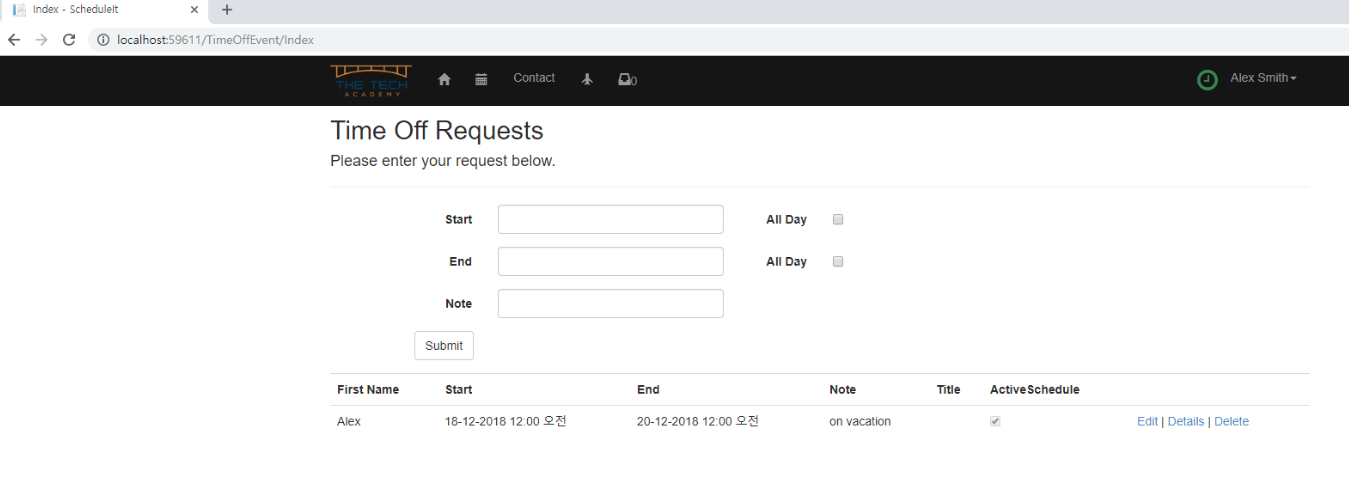 Index - ScheduleIt
localhost:59611/TimeOffEvent/Index
THE TECH
ACADEMY
Contact
0
Alex Smith
Time Off Requests
Please enter your request below.
Start All Day
End All Day
Note
Submit
First Name Start End Note Title ActiveSchedule
Alex 18-12-2018 12:00 오전 20-12-2018 12:00 오전 on vacation Edit | Details | Delete